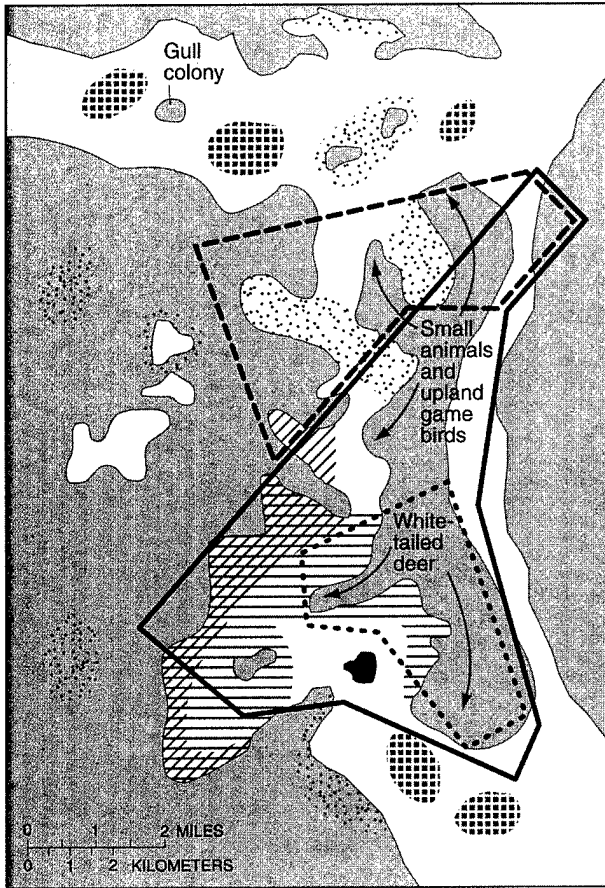 Gull
colony
Small
animals
and
upland
game
birds
White-
tailed
deer
0 1 2 MILES
0 1 2 KILOMETERS